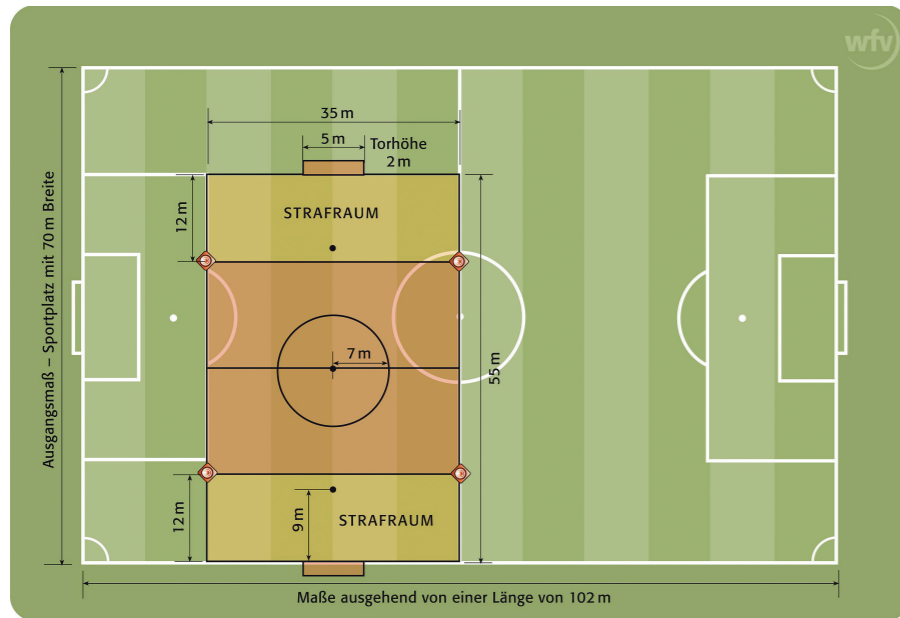 wfv
35 m
5 m
Torhöhe
2 m
12 m
STRAFRAUM
Ausgangsmaß – Sportplatz mit 70 m Breite
7 m
55 m
12 m
9 m
STRAFRAUM
Maße ausgehend von einer Länge von 102 m